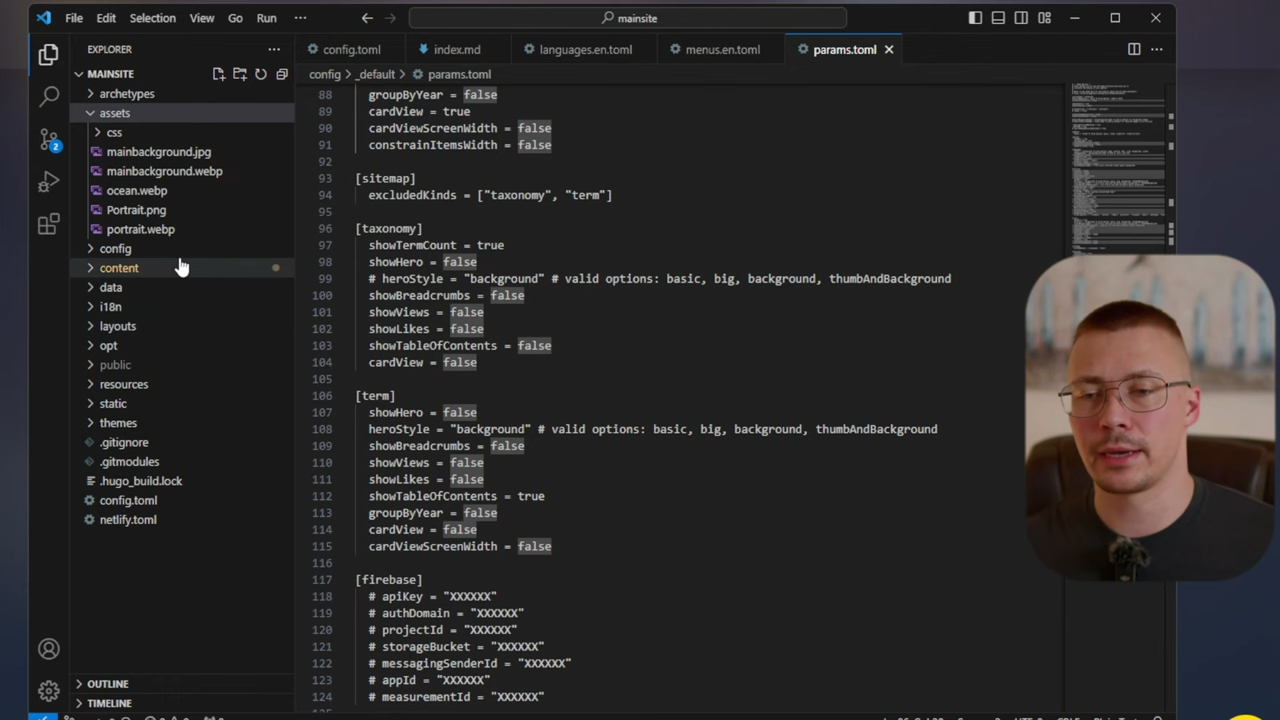 File Edit Selection View Go Run ··· mainsite
EXPLORER ···
MAINSITE
archetypes
assets
css
mainbackground.jpg
mainbackground.webp
ocean.webp
Portrait.png
portrait.webp
config
content
data
i18n
layouts
opt
public
resources
static
themes
.gitignore
.gitmodules
.hugo_build.lock
config.toml
netlify.toml
OUTLINE
TIMELINE
2
config.toml index.md languages.en.toml menus.en.toml params.toml
config > _default > params.toml
88 groupByYear = false
89 cardView = true
90 cardViewScreenWidth = false
91 constrainItemsWidth = false
92
93 [sitemap]
94 excludedKinds = ["taxonomy", "term"]
95
96 [taxonomy]
97 showTermCount = true
98 showHero = false
99 # heroStyle = "background" # valid options: basic, big, background, thumbAndBackground
100 showBreadcrumbs = false
101 showViews = false
102 showLikes = false
103 showTableOfContents = false
104 cardView = false
105
106 [term]
107 showHero = false
108 heroStyle = "background" # valid options: basic, big, background, thumbAndBackground
109 showBreadcrumbs = false
110 showViews = false
111 showLikes = false
112 showTableOfContents = true
113 groupByYear = false
114 cardView = false
115 cardViewScreenWidth = false
116
117 [firebase]
118 # apiKey = "XXXXXX"
119 # authDomain = "XXXXXX"
120 # projectId = "XXXXXX"
121 # storageBucket = "XXXXXX"
122 # messagingSenderId = "XXXXXX"
123 # appId = "XXXXXX"
124 # measurementId = "XXXXXX"